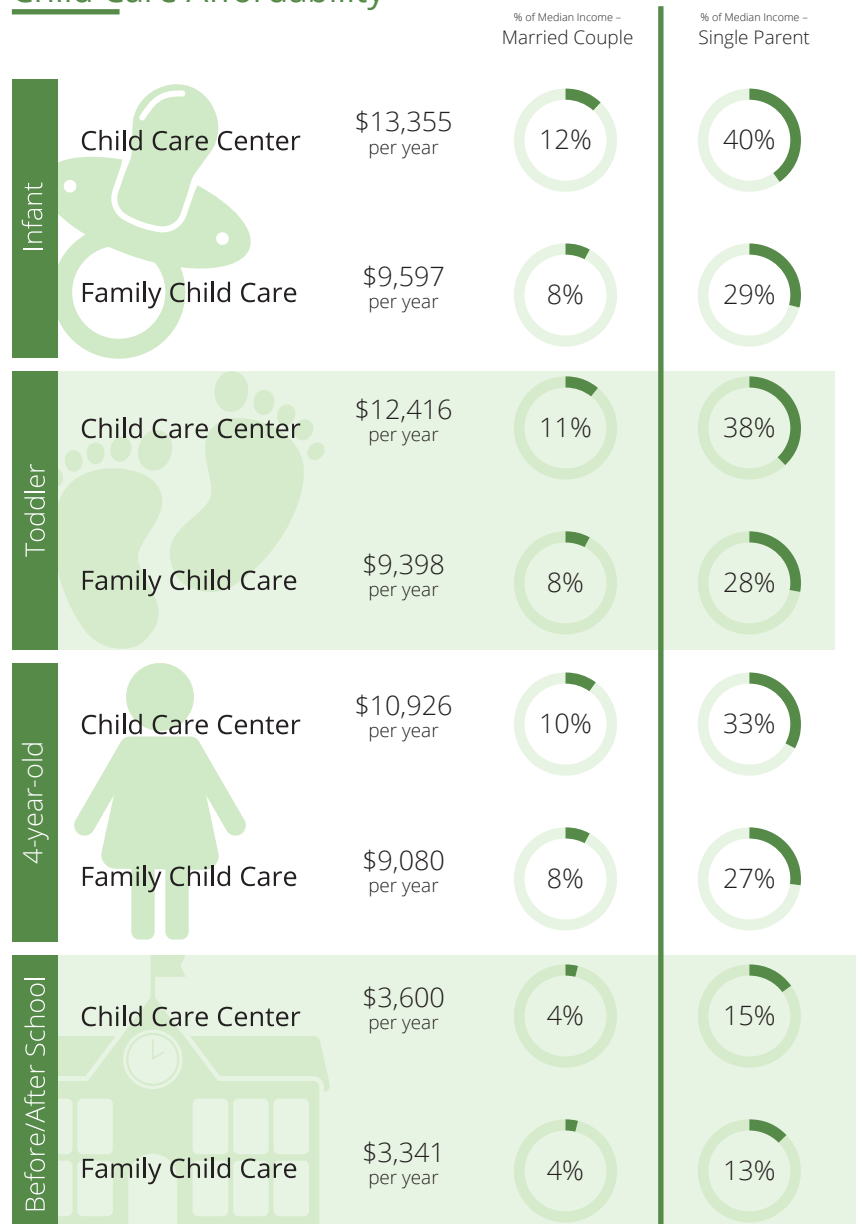 Child Care Affordability
% of Median Income –
Married Couple
% of Median Income –
Single Parent
Infant
Child Care Center
$13,355
per year
12%
40%
Family Child Care
$9,597
per year
8%
29%
Toddler
Child Care Center
$12,416
per year
11%
38%
Family Child Care
$9,398
per year
8%
28%
4-year-old
Child Care Center
$10,926
per year
10%
33%
Family Child Care
$9,080
per year
8%
27%
Before/After School
Child Care Center
$3,600
per year
4%
15%
Family Child Care
$3,341
per year
4%
13%